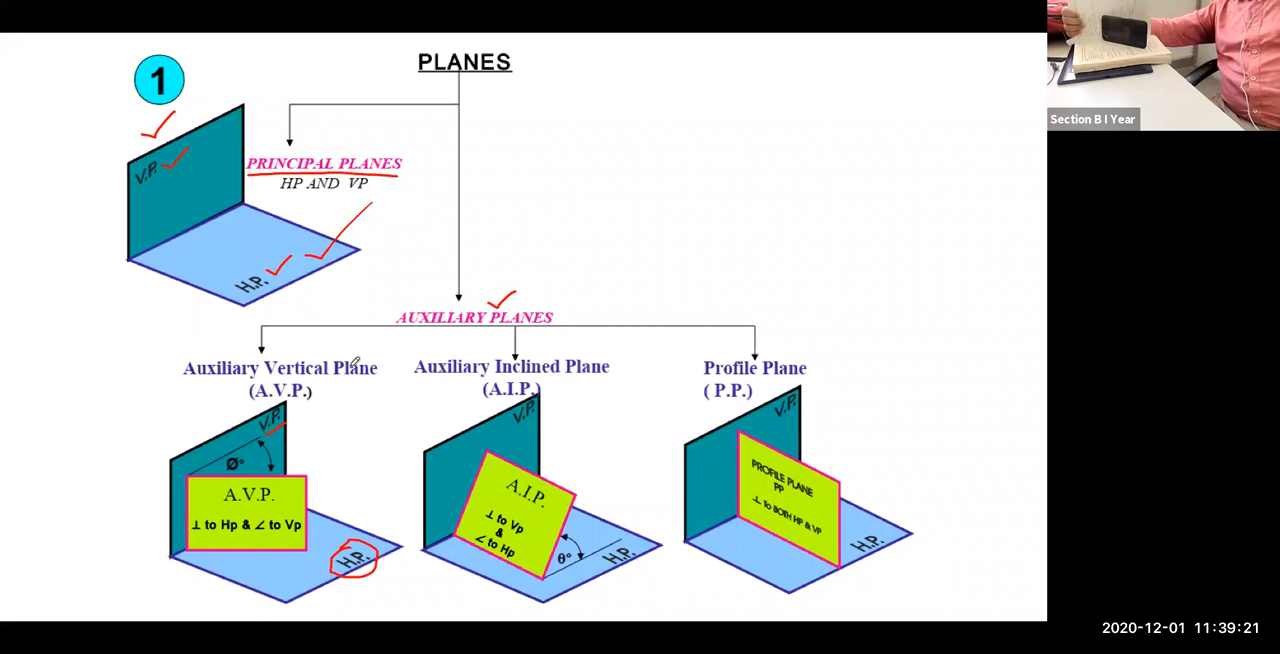 PLANES
1
V.P.
PRINCIPAL PLANES
HP AND VP
H.P.
AUXILIARY PLANES
Auxiliary Vertical Plane
(A.V.P.)
Auxiliary Inclined Plane
(A.I.P.)
Profile Plane
( P.P.)
V.P.
Ø°
A.V.P.
⊥ to Hp & ∠ to Vp
H.P.
V.P.
A.I.P.
⊥ to Vp
&
∠ to Hp
θ°
H.P.
V.P.
PROFILE PLANE
PP
⊥ To BOTH HP & VP
H.P.
Section B I Year
2020-12-01 11:39:21